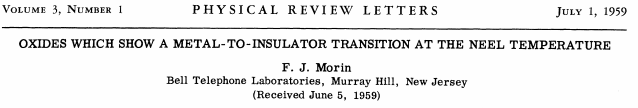 VOLUME 3, NUMBER 1 PHYSICAL REVIEW LETTERS JULY 1, 1959
OXIDES WHICH SHOW A METAL-TO-INSULATOR TRANSITION AT THE NEEL TEMPERATURE
F. J. Morin
Bell Telephone Laboratories, Murray Hill, New Jersey
(Received June 5, 1959)